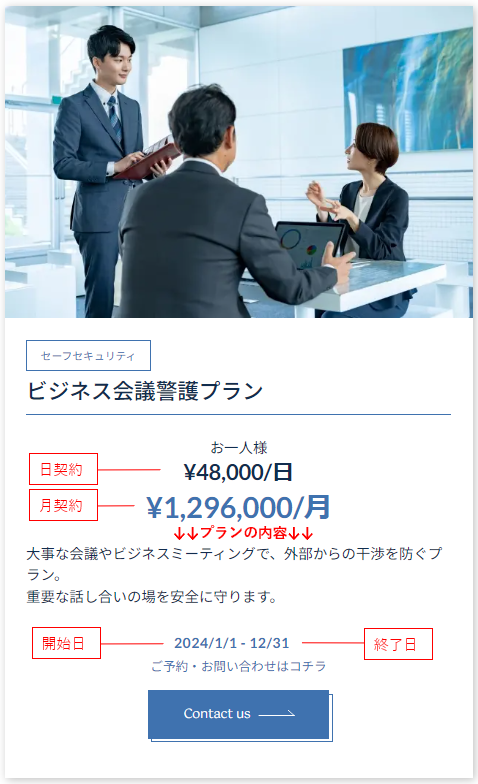 セーフセキュリティ
ビジネス会議警護プラン
お一人様
日契約 ¥48,000/日
月契約 ¥1,296,000/月
↓↓プランの内容↓↓
大事な会議やビジネスミーティングで、外部からの干渉を防ぐプ
ラン。
重要な話し合いの場を安全に守ります。
開始日 2024/1/1 - 12/31 終了日
ご予約・お問い合わせはコチラ
Contact us